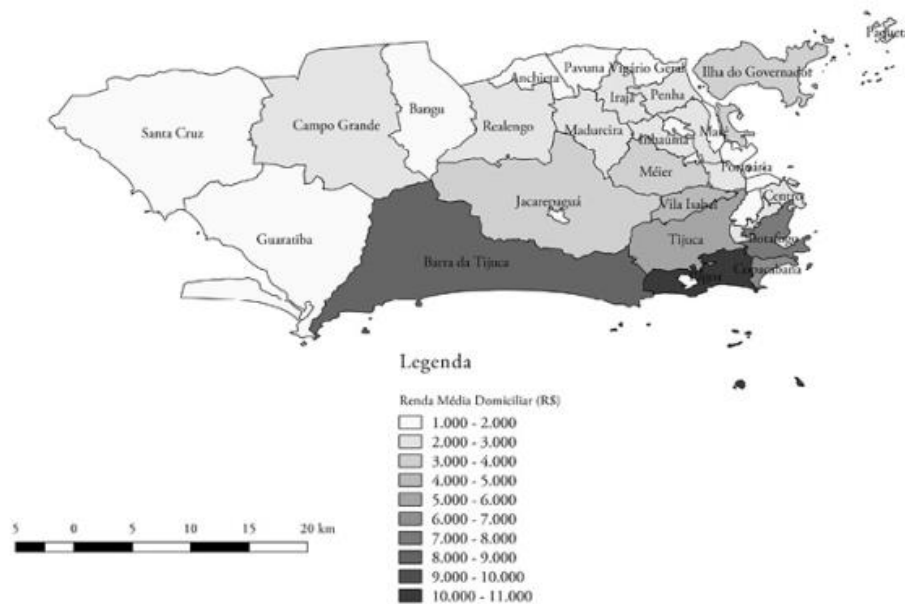 Paquetá
Pavuna
Vigário Geral
Ilha do Governador
Anchieta
Bangu
Irajá
Penha
Santa Cruz
Campo Grande
Realengo
Madureira
Inhaúma
Maré
Méier
Portuária
Jacarepaguá
Vila Isabel
Centro
Guaratiba
Tijuca
Botafogo
Barra da Tijuca
Copacabana
Legenda
Renda Média Domiciliar (R$)
1.000 - 2.000
2.000 - 3.000
3.000 - 4.000
4.000 - 5.000
5.000 - 6.000
6.000 - 7.000
7.000 - 8.000
8.000 - 9.000
9.000 - 10.000
10.000 - 11.000
5 0 5 10 15 20 km